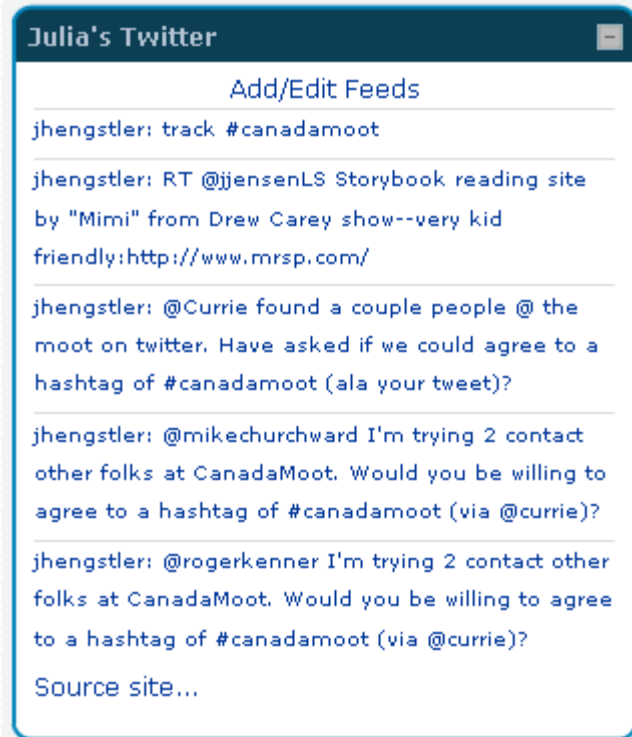 Julia's Twitter
Add/Edit Feeds
jhengstler: track #canadamoot
jhengstler: RT @jjensenLS Storybook reading site
by "Mimi" from Drew Carey show--very kid
friendly:http://www.mrsp.com/
jhengstler: @Currie found a couple people @ the
moot on twitter. Have asked if we could agree to a
hashtag of #canadamoot (ala your tweet)?
jhengstler: @mikechurchward I'm trying 2 contact
other folks at CanadaMoot. Would you be willing to
agree to a hashtag of #canadamoot (via @currie)?
jhengstler: @rogerkenner I'm trying 2 contact other
folks at CanadaMoot. Would you be willing to agree
to a hashtag of #canadamoot (via @currie)?
Source site...